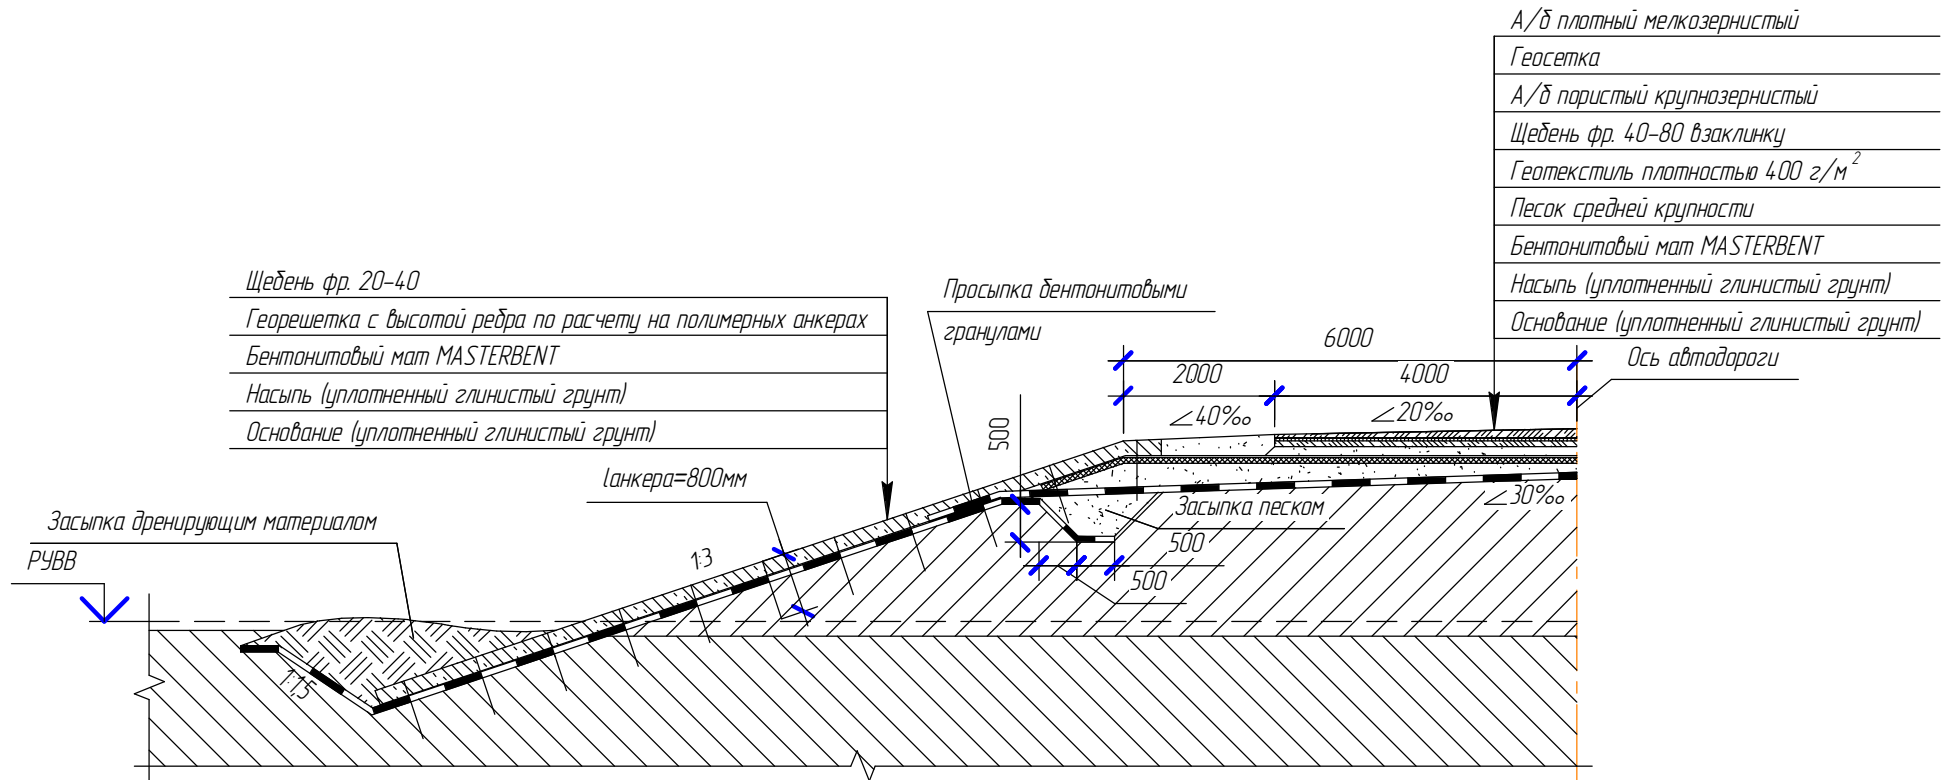 А/б плотный мелкозернистый
Геосетка
А/б пористый крупнозернистый
Щебень фр. 40-80 взаклинку
Геотекстиль плотностью 400 г/м²
Песок средней крупности
Бентонитовый мат MASTERBENT
Насыпь (уплотненный глинистый грунт)
Основание (уплотненный глинистый грунт)
Ось автодороги
Щебень фр. 20-40
Георешетка с высотой ребра по расчету на полимерных анкерах
Бентонитовый мат MASTERBENT
Насыпь (уплотненный глинистый грунт)
Основание (уплотненный глинистый грунт)
Просыпка бентонитовыми
гранулами
6000
2000
4000
∠40‰
∠20‰
500
lанкера=800мм
Засыпка песком
∠30‰
500
500
Засыпка дренирующим материалом
РУВВ
1:3
1:1,5